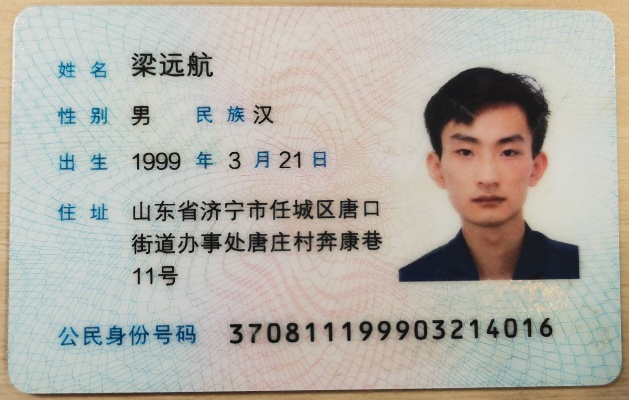 姓名 梁远航
性别 男 民族 汉
出生 1999 年 3 月 21 日
住址 山东省济宁市任城区唐口
街道办事处唐庄村奔康巷
11号
公民身份号码 370811199903214016